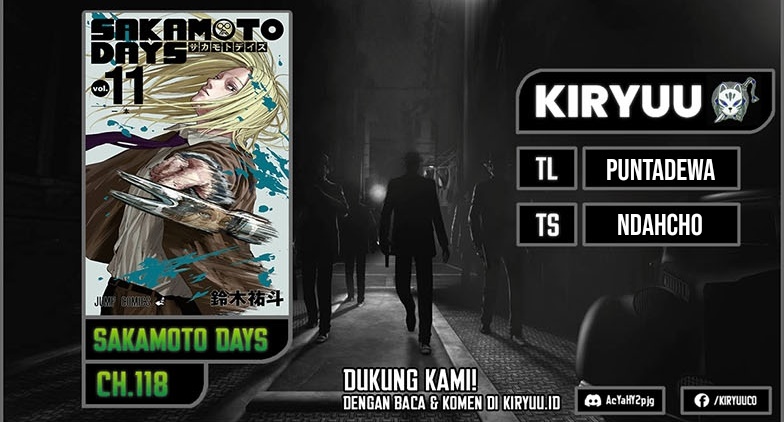 SAKAMOTO
DAYS サカモトデイズ
vol. 11
JUMP COMICS
鈴木祐斗
SAKAMOTO DAYS
CH.118
KIRYUU
TL PUNTADEWA
TS NDAHCHO
DUKUNG KAMI!
DENGAN BACA & KOMEN DI KIRYUU.ID
AcYaHY2pjg
/KIRYUUCO